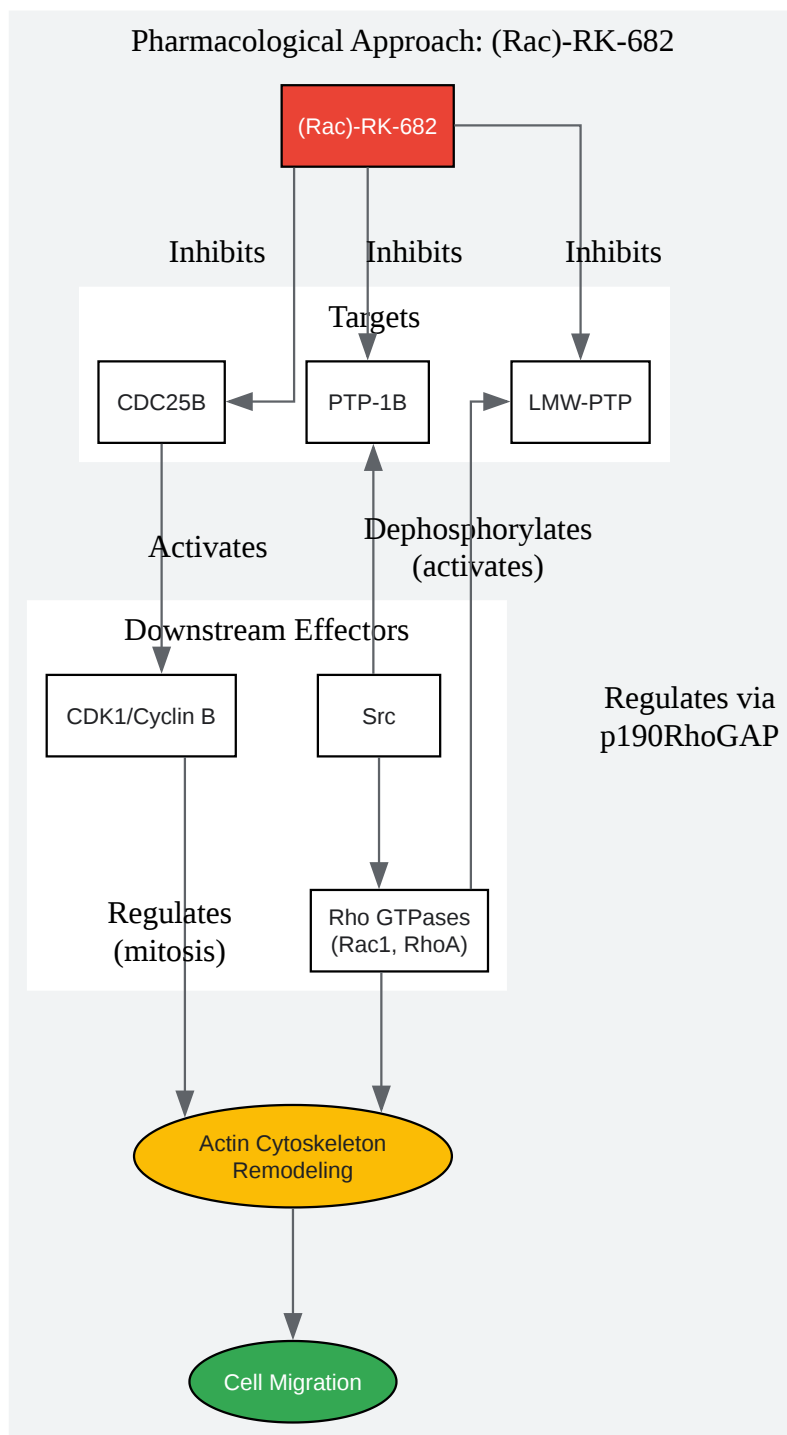 Pharmacological Approach: (Rac)-RK-682
(Rac)-RK-682
Inhibits
Inhibits
Inhibits
Targets
CDC25B
PTP-1B
LMW-PTP
Activates
Dephosphorylates
(activates)
Downstream Effectors
CDK1/Cyclin B
Src
Regulates via
p190RhoGAP
Regulates
(mitosis)
Rho GTPases
(Rac1, RhoA)
Actin Cytoskeleton
Remodeling
Cell Migration